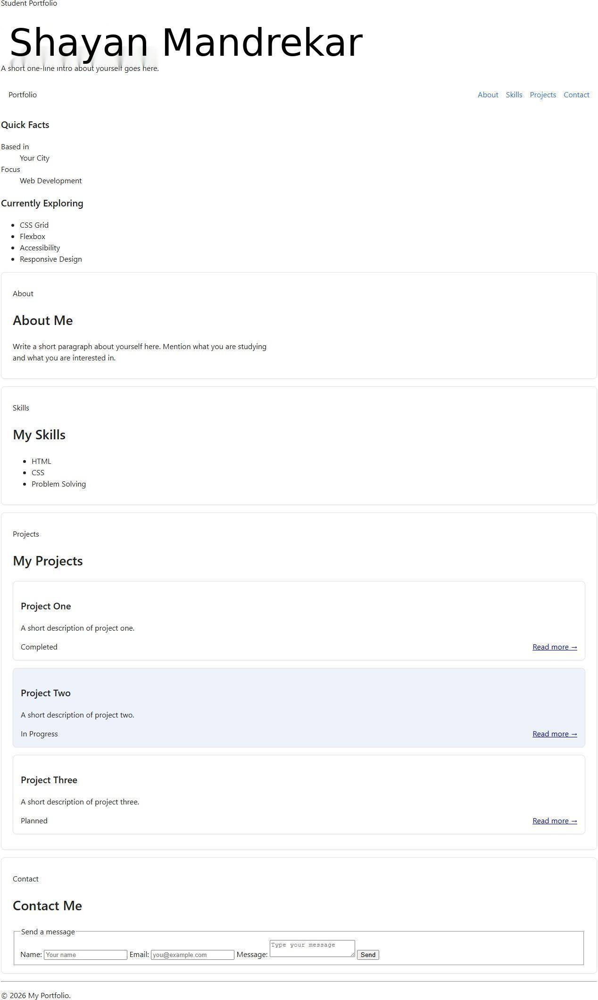 Student Portfolio
Shayan Mandrekar
A short one-line intro about yourself goes here.
Portfolio
About Skills Projects Contact
Quick Facts
Based in
Your City
Focus
Web Development
Currently Exploring
CSS Grid
Flexbox
Accessibility
Responsive Design
About
About Me
Write a short paragraph about yourself here. Mention what you are studying
and what you are interested in.
Skills
My Skills
HTML
CSS
Problem Solving
Projects
My Projects
Project One
A short description of project one.
Completed
Read more →
Project Two
A short description of project two.
In Progress
Read more →
Project Three
A short description of project three.
Planned
Read more →
Contact
Contact Me
Send a message
Name: Your name Email: you@example.com Message: Type your message Send
© 2026 My Portfolio.